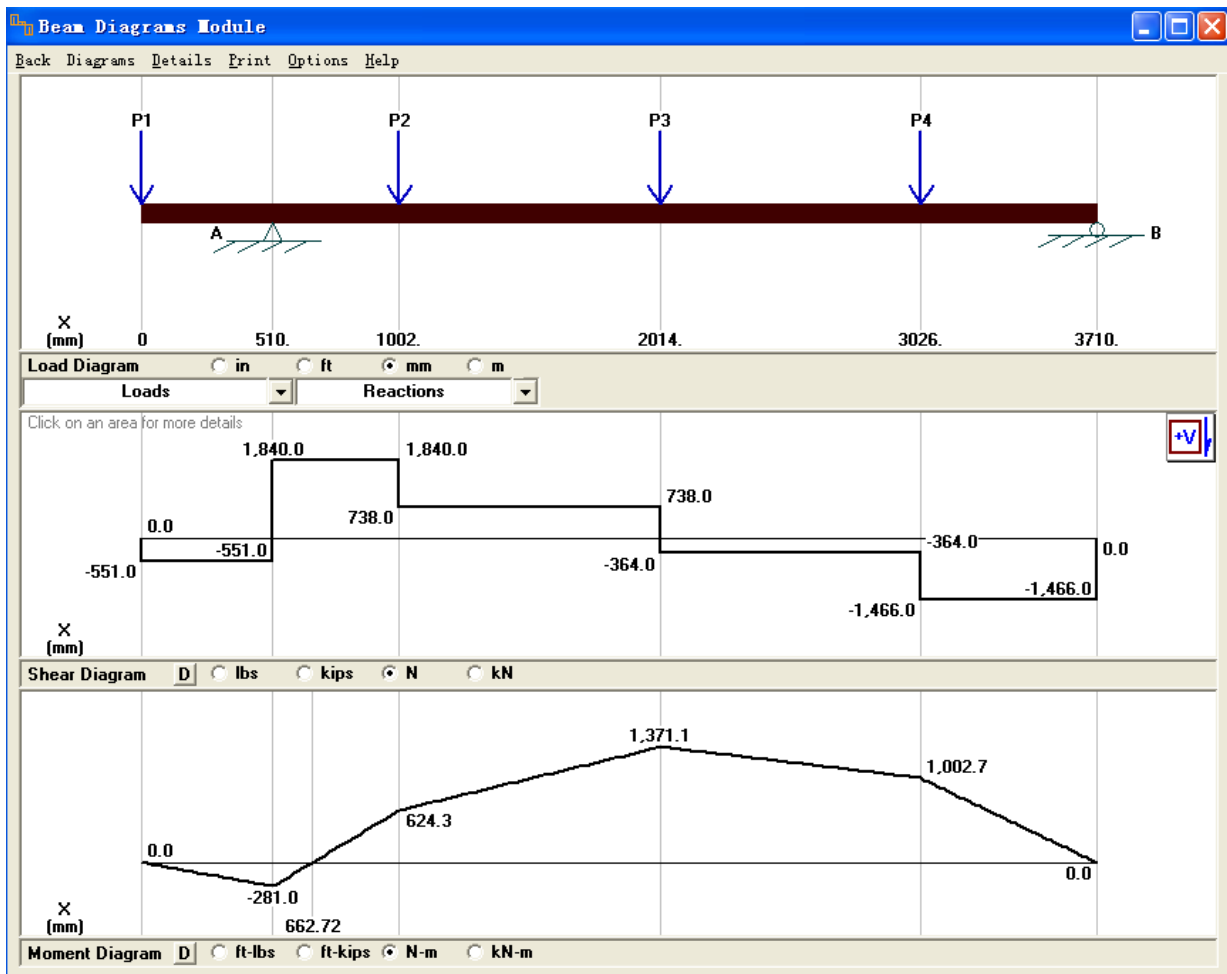 Beam Diagrams Module
Back Diagrams Details Print Options Help
P1 P2 P3 P4
A B
X
(mm) 0 510. 1002. 2014. 3026. 3710.
Load Diagram in ft mm m
Loads Reactions
Click on an area for more details
+V
1,840.0 1,840.0
738.0 738.0
0.0 -551.0 -364.0 0.0
-551.0 -364.0
-1,466.0 -1,466.0
X
(mm)
Shear Diagram D lbs kips N kN
1,371.1
1,002.7
624.3
0.0 0.0
-281.0
X
(mm) 662.72
Moment Diagram D ft-lbs ft-kips N-m kN-m